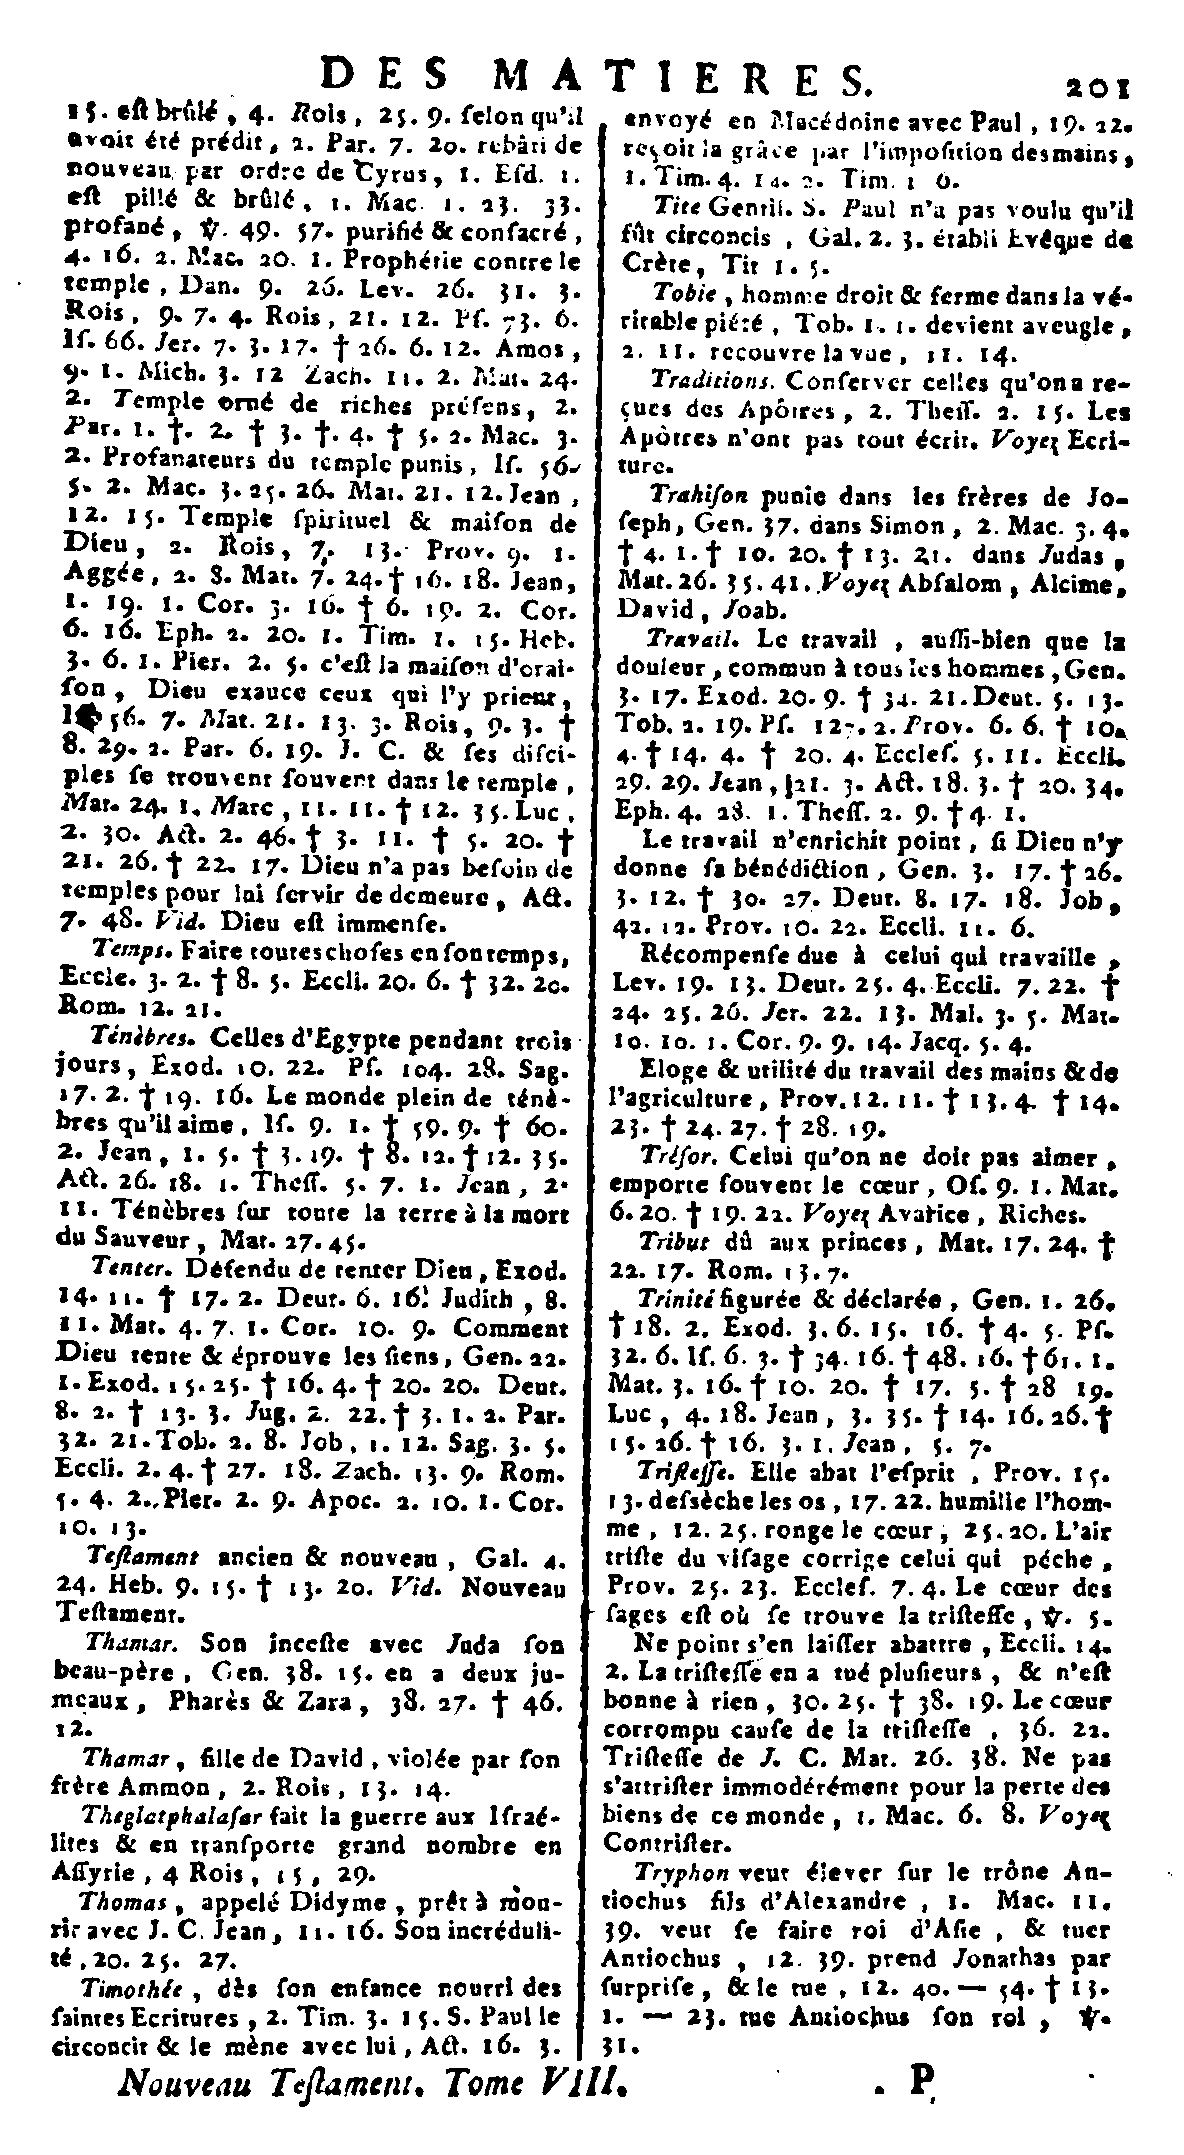 DES MATIERES.
201
15. eſt brûlé, 4. Rois, 25. 9. ſelon qu'il
avoit été prédit, 2. Par. 7. 20. rebâti de
nouveau par ordre de Cyrus, 1. Eſd. 1.
eſt pillé & brûlé, 1. Mac. 1. 23. 33.
profané, ℣. 49. 57. purifié & conſacré,
4. 16. 2. Mac. 20. 1. Prophétie contre le
temple, Dan. 9. 26. Lev. 26. 31. 3.
Rois, 9. 7. 4. Rois, 21. 12. Pſ. 73. 6.
Iſ. 66. Jer. 7. 3. 17. † 26. 6. 12. Amos,
9. 1. Mich. 3. 12 Zach. 11. 2. Mat. 24.
2. Temple orné de riches préſens, 2.
Par. 1. †. 2. † 3. †. 4. † 5. 2. Mac. 3.
2. Profanateurs du temple punis, Iſ. 56.
5. 2. Mac. 3. 25. 26. Mat. 21. 12. Jean,
12. 15. Temple ſpirituel & maiſon de
Dieu, 2. Rois, 7. 13. Prov. 9. 1.
Aggée, 2. 8. Mat. 7. 24. † 16. 18. Jean,
1. 19. 1. Cor. 3. 16. † 6. 19. 2. Cor.
6. 16. Eph. 2. 20. 1. Tim. 1. 15. Heb.
3. 6. 1. Pier. 2. 5. c'eſt la maiſon d'orai-
ſon, Dieu exauce ceux qui l'y prient,
56. 7. Mat. 21. 13. 3. Rois, 9. 3. †
8. 29. 2. Par. 6. 19. J. C. & ſes diſci-
ples ſe trouvent ſouvent dans le temple,
Mat. 24. 1. Marc, 11. 11. † 12. 35. Luc,
2. 30. Act. 2. 46. † 3. 11. † 5. 20. †
21. 26. † 22. 17. Dieu n'a pas beſoin de
temples pour lui ſervir de demeure, Act.
7. 48. Vid. Dieu eſt immenſe.
Temps. Faire toutes choſes en ſon temps,
Eccle. 3. 2. † 8. 5. Eccli. 20. 6. † 32. 20.
Rom. 12. 21.
Ténèbres. Celles d'Egypte pendant trois
jours, Exod. 10. 22. Pſ. 104. 28. Sag.
17. 2. † 19. 16. Le monde plein de ténè-
bres qu'il aime, Iſ. 9. 1. † 59. 9. † 60.
2. Jean, 1. 5. † 3. 19. † 8. 12. † 12. 35.
Act. 26. 18. 1. Theſſ. 5. 7. 1. Jean, 2.
11. Ténèbres ſur toute la terre à la mort
du Sauveur, Mat. 27. 45.
Tenter. Défendu de tenter Dieu, Exod.
14. 11. † 17. 2. Deut. 6. 16. Judith, 8.
11. Mat. 4. 7. 1. Cor. 10. 9. Comment
Dieu tente & éprouve les ſiens, Gen. 22.
1. Exod. 15. 25. † 16. 4. † 20. 20. Deut.
8. 2. † 13. 3. Jug. 2. 22. † 3. 1. 2. Par.
32. 21. Tob. 2. 8. Job, 1. 12. Sag. 3. 5.
Eccli. 2. 4. † 27. 18. Zach. 13. 9. Rom.
5. 4. 2. Pier. 2. 9. Apoc. 2. 10. 1. Cor.
10. 13.
Teſtament ancien & nouveau, Gal. 4.
24. Heb. 9. 15. † 13. 20. Vid. Nouveau
Teſtament.
Thamar. Son inceſte avec Juda ſon
beau-père, Gen. 38. 15. en a deux ju-
meaux, Pharès & Zara, 38. 27. † 46.
12.
Thamar, fille de David, violée par ſon
frère Ammon, 2. Rois, 13. 14.
Theglatphalaſar fait la guerre aux Iſraé-
lites & en tranſporte grand nombre en
Aſſyrie, 4 Rois, 15, 29.
Thomas, appelé Didyme, prêt à mou-
rir avec J. C. Jean, 11. 16. Son incréduli-
té, 20. 25. 27.
Timothée, dès ſon enfance nourri des
ſaintes Ecritures, 2. Tim. 3. 15. S. Paul le
circoncit & le mène avec lui, Act. 16. 3.
envoyé en Macédoine avec Paul, 19. 22.
reçoit la grâce par l'impoſition des mains,
1. Tim. 4. 14. 2. Tim. 1 6.
Tite Gentil. S. Paul n'a pas voulu qu'il
fût circoncis, Gal. 2. 3. établi Evêque de
Crète, Tit 1. 5.
Tobie, homme droit & ferme dans la vé-
ritable piété, Tob. 1. 1. devient aveugle,
2. 11. recouvre la vue, 11. 14.
Traditions. Conſerver celles qu'on a re-
çues des Apôtres, 2. Theſſ. 2. 15. Les
Apôtres n'ont pas tout écrit. Voyez Ecri-
ture.
Trahiſon punie dans les frères de Jo-
ſeph, Gen. 37. dans Simon, 2. Mac. 3. 4.
† 4. 1. † 10. 20. † 13. 21. dans Judas,
Mat. 26. 35. 41. Voyez Abſalom, Alcime,
David, Joab.
Travail. Le travail, auſſi-bien que la
douleur, commun à tous les hommes, Gen.
3. 17. Exod. 20. 9. † 34. 21. Deut. 5. 13.
Tob. 2. 19. Pſ. 127. 2. Prov. 6. 6. † 10.
4. † 14. 4. † 20. 4. Eccleſ. 5. 11. Eccli.
29. 29. Jean, 21. 3. Act. 18. 3. † 20. 34.
Eph. 4. 28. 1. Theſſ. 2. 9. † 4. 1.
Le travail n'enrichit point, ſi Dieu n'y
donne ſa bénédiction, Gen. 3. 17. † 26.
3. 12. † 30. 27. Deut. 8. 17. 18. Job,
42. 12. Prov. 10. 22. Eccli. 11. 6.
Récompenſe due à celui qui travaille,
Lev. 19. 13. Deut. 25. 4. Eccli. 7. 22. †
24. 25. 26. Jer. 22. 13. Mal. 3. 5. Mat.
10. 10. 1. Cor. 9. 9. 14. Jacq. 5. 4.
Eloge & utilité du travail des mains & de
l'agriculture, Prov. 12. 11. † 13. 4. † 14.
23. † 24. 27. † 28. 19.
Tréſor. Celui qu'on ne doit pas aimer,
emporte ſouvent le cœur, Oſ. 9. 1. Mat.
6. 20. † 19. 22. Voyez Avarice, Riches.
Tribut dû aux princes, Mat. 17. 24. †
22. 17. Rom. 13. 7.
Trinité figurée & déclarée, Gen. 1. 26.
† 18. 2. Exod. 3. 6. 15. 16. † 4. 5. Pſ.
32. 6. Iſ. 6. 3. † 34. 16. † 48. 16. † 61. 1.
Mat. 3. 16. † 10. 20. † 17. 5. † 28 19.
Luc, 4. 18. Jean, 3. 35. † 14. 16. 26. †
15. 26. † 16. 3. 1. Jean, 5. 7.
Triſteſſe. Elle abat l'eſprit, Prov. 15.
13. deſsèche les os, 17. 22. humille l'hom-
me, 12. 25. ronge le cœur, 25. 20. L'air
triſte du viſage corrige celui qui péche,
Prov. 25. 23. Eccleſ. 7. 4. Le cœur des
ſages eſt où ſe trouve la triſteſſe, ℣. 5.
Ne point s'en laiſſer abattre, Eccli. 14.
2. La triſteſſe en a tué pluſieurs, & n'eſt
bonne à rien, 30. 25. † 38. 19. Le cœur
corrompu cauſe de la triſteſſe, 36. 22.
Triſteſſe de J. C. Mat. 26. 38. Ne pas
s'attriſter immodérément pour la perte des
biens de ce monde, 1. Mac. 6. 8. Voyez
Contriſter.
Tryphon veut élever ſur le trône An-
tiochus fils d'Alexandre, 1. Mac. 11.
39. veut ſe faire roi d'Aſie, & tuer
Antiochus, 12. 39. prend Jonathas par
ſurpriſe, & le tue, 12. 40. — 54. † 13.
1. — 23. tue Antiochus ſon roi, ℣.
31.
Nouveau Teſtament. Tome VIII.
P